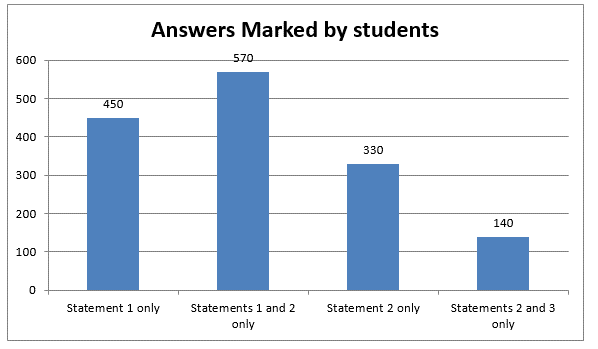 Answers Marked by students
600
500
400
300
200
100
0
450
570
330
140
Statement 1 only
Statements 1 and 2
only
Statement 2 only
Statements 2 and 3
only